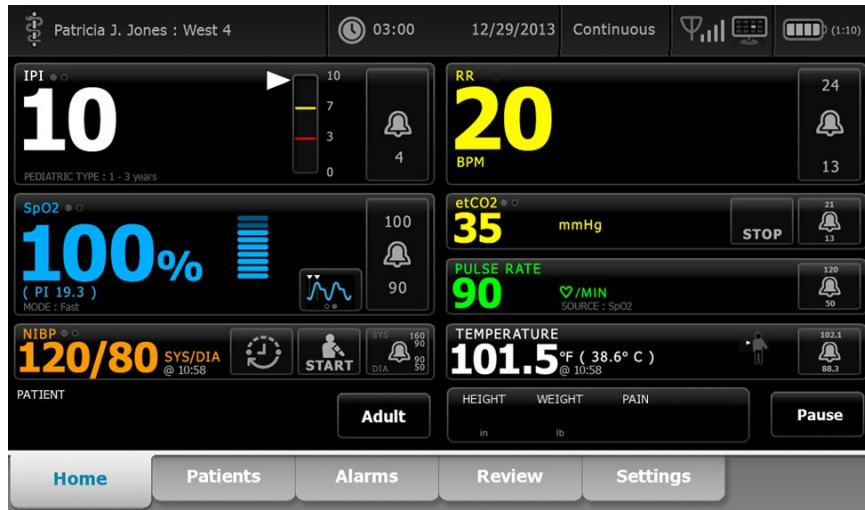 Patricia J. Jones : West 4
03:00
12/29/2013
Continuous
(1:10)
IPI
10
PEDIATRIC TYPE : 1 - 3 years
10
7
3
0
4
RR
20
BPM
24
13
SpO2
100%
( PI 19.3 )
MODE : Fast
100
90
etCO2
35 mmHg
STOP
21
13
PULSE RATE
90 /MIN
SOURCE : SpO2
120
50
NIBP
120/80 SYS/DIA
@ 10:58
START
SYS 160
90
90
DIA 50
TEMPERATURE
101.5 °F ( 38.6° C )
@ 10:58
102.1
88.3
PATIENT
Adult
HEIGHT WEIGHT PAIN
in lb
Pause
Home Patients Alarms Review Settings